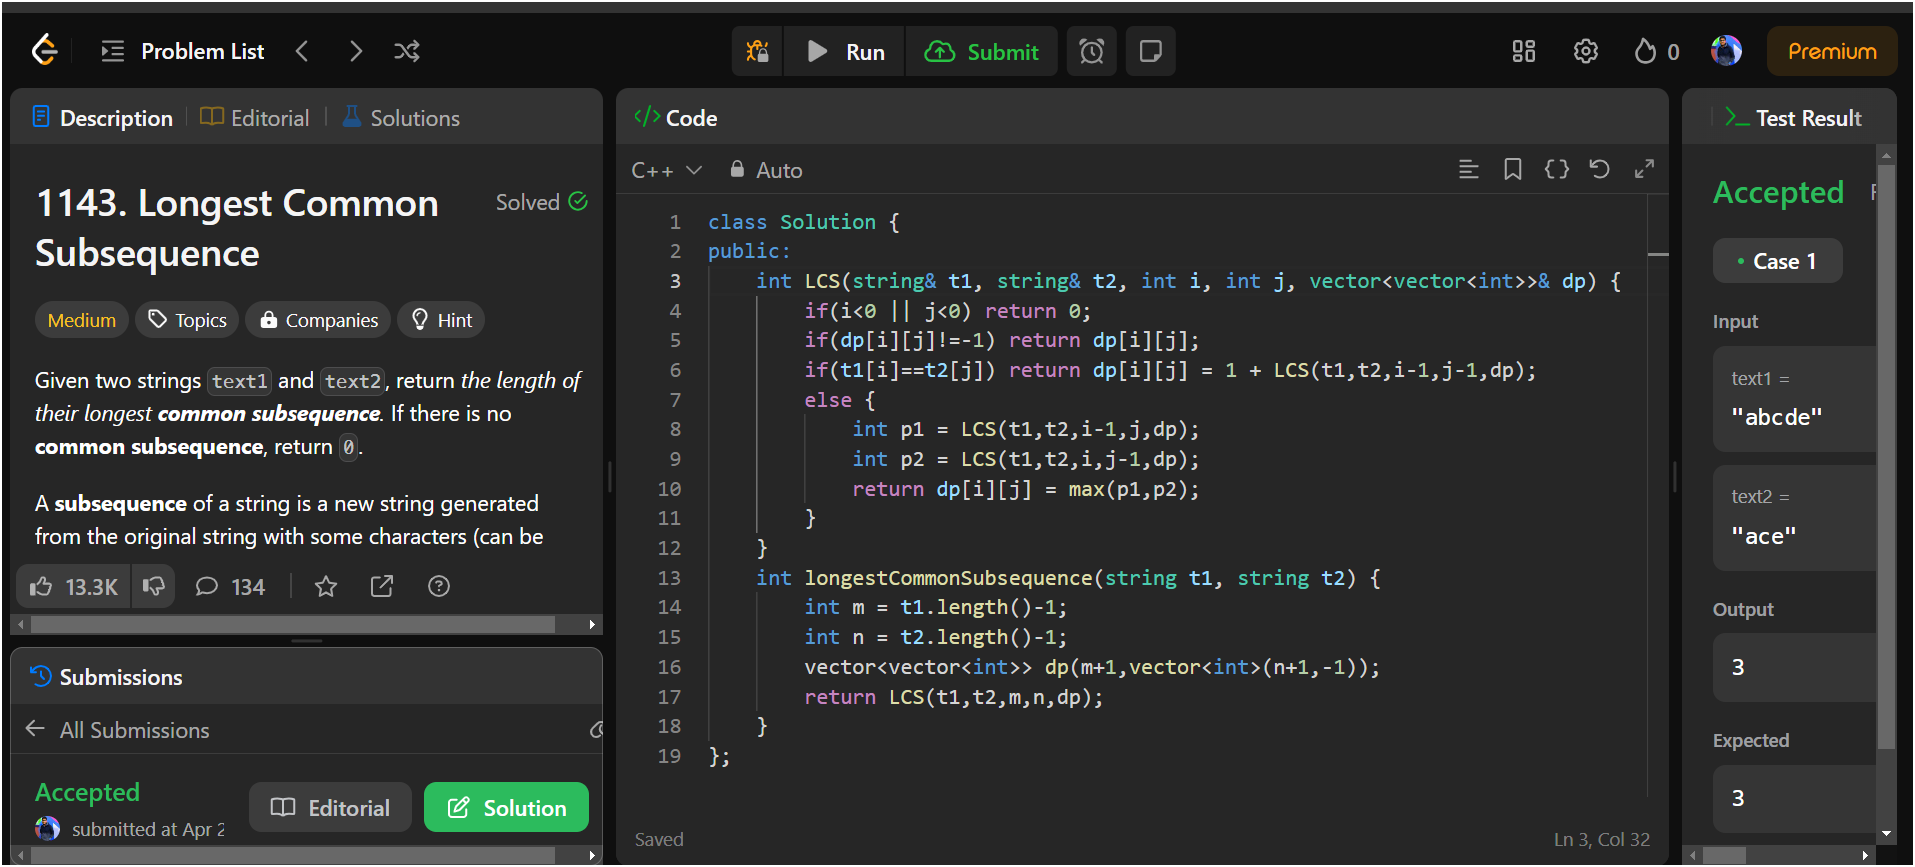 Problem List
Run
Submit
0
Premium
Description
Editorial
Solutions
1143. Longest Common
Subsequence
Solved
Medium
Topics
Companies
Hint
Given two strings text1 and text2, return the length of
their longest common subsequence. If there is no
common subsequence, return 0.
A subsequence of a string is a new string generated
from the original string with some characters (can be
13.3K
134
Submissions
All Submissions
Accepted
submitted at Apr 2
Editorial
Solution
</> Code
C++
Auto
1 class Solution {
2 public:
3 int LCS(string& t1, string& t2, int i, int j, vector<vector<int>>& dp) {
4 if(i<0 || j<0) return 0;
5 if(dp[i][j]!=-1) return dp[i][j];
6 if(t1[i]==t2[j]) return dp[i][j] = 1 + LCS(t1,t2,i-1,j-1,dp);
7 else {
8 int p1 = LCS(t1,t2,i-1,j,dp);
9 int p2 = LCS(t1,t2,i,j-1,dp);
10 return dp[i][j] = max(p1,p2);
11 }
12 }
13 int longestCommonSubsequence(string t1, string t2) {
14 int m = t1.length()-1;
15 int n = t2.length()-1;
16 vector<vector<int>> dp(m+1,vector<int>(n+1,-1));
17 return LCS(t1,t2,m,n,dp);
18 }
19 };
Saved
Ln 3, Col 32
Test Result
Accepted
• Case 1
Input
text1 =
"abcde"
text2 =
"ace"
Output
3
Expected
3